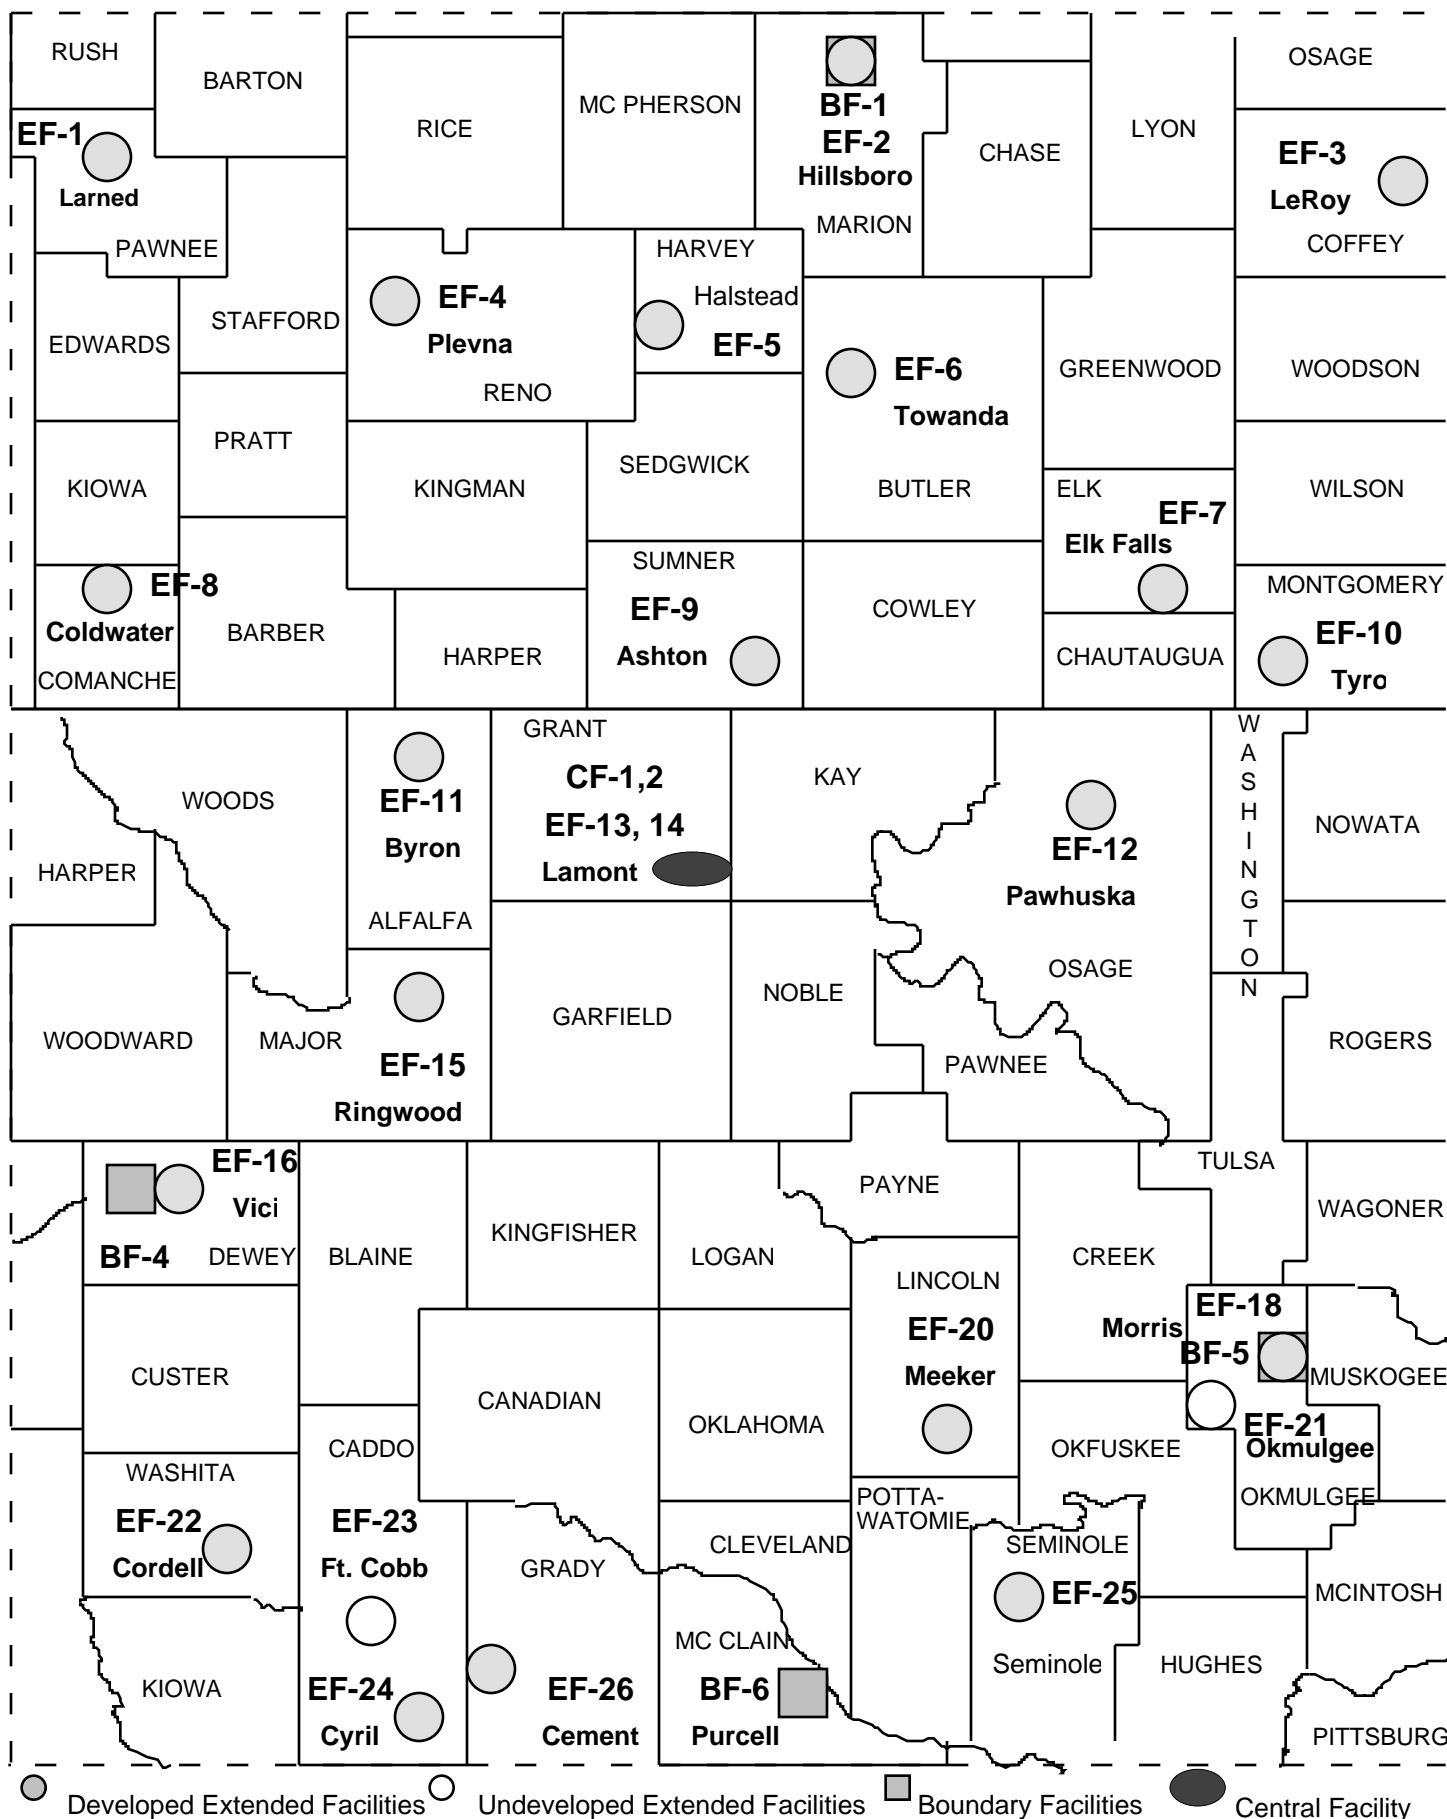 RUSH
BARTON
RICE
MC PHERSON
BF-1
EF-2
Hillsboro
MARION
CHASE
LYON
OSAGE
EF-1
Larned
PAWNEE
EF-3
LeRoy
COFFEY
STAFFORD
EF-4
Plevna
RENO
HARVEY
Halstead
EF-5
EDWARDS
EF-6
Towanda
BUTLER
GREENWOOD
WOODSON
PRATT
KIOWA
KINGMAN
SEDGWICK
ELK
EF-7
Elk Falls
WILSON
EF-8
Coldwater
COMANCHE
BARBER
HARPER
SUMNER
EF-9
Ashton
COWLEY
CHAUTAUGUA
MONTGOMERY
EF-10
Tyro
WOODS
HARPER
EF-11
Byron
ALFALFA
GRANT
CF-1,2
EF-13, 14
Lamont
KAY
EF-12
Pawhuska
OSAGE
WASHINGTON
NOWATA
WOODWARD
MAJOR
EF-15
Ringwood
GARFIELD
NOBLE
PAWNEE
ROGERS
EF-16
Vici
BF-4
DEWEY
BLAINE
KINGFISHER
LOGAN
PAYNE
CREEK
TULSA
WAGONER
LINCOLN
EF-20
Meeker
EF-18
Morris
BF-5
MUSKOGEE
CUSTER
CANADIAN
OKLAHOMA
EF-21
Okmulgee
OKMULGEE
OKFUSKEE
CADDO
WASHITA
EF-22
Cordell
EF-23
Ft. Cobb
GRADY
CLEVELAND
POTTA-
WATOMIE
SEMINOLE
EF-25
Seminole
MCINTOSH
KIOWA
EF-24
Cyril
EF-26
Cement
MC CLAIN
BF-6
Purcell
HUGHES
PITTSBURG
Developed Extended Facilities
Undeveloped Extended Facilities
Boundary Facilities
Central Facility